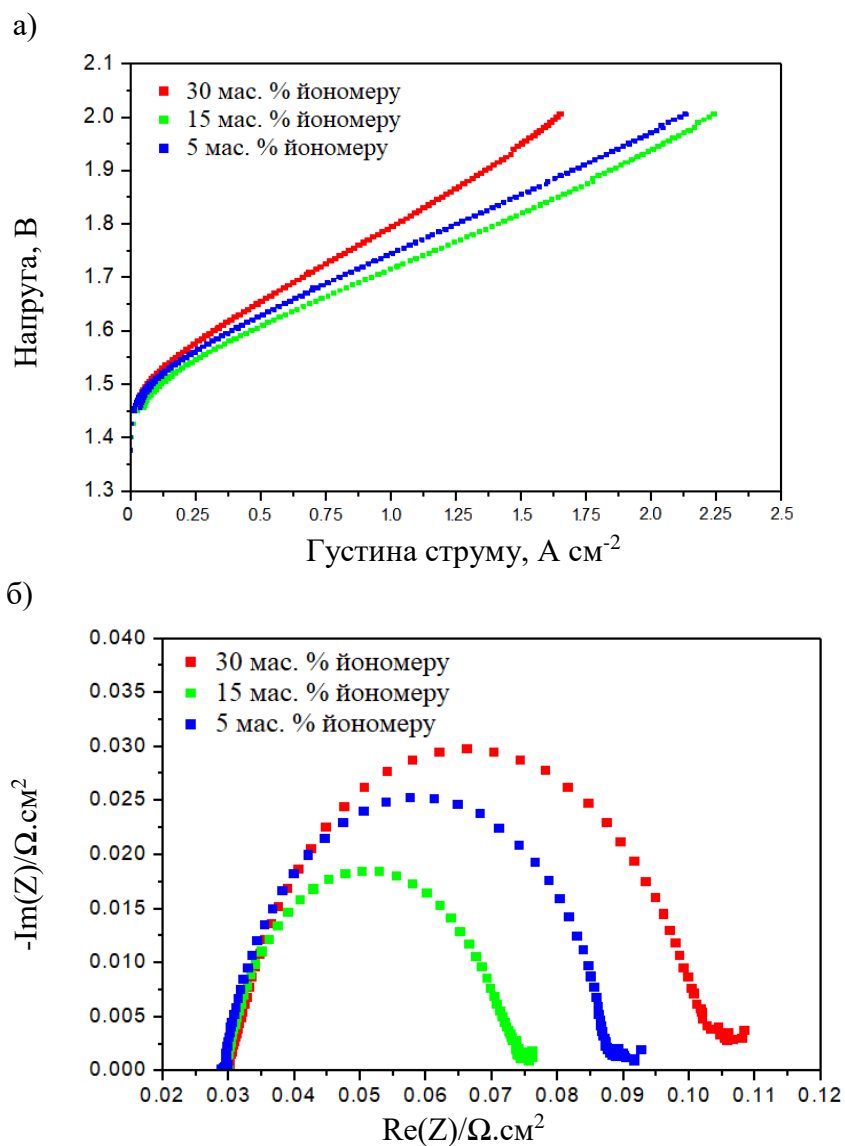 а)
2.1
2.0
1.9
1.8
1.7
1.6
1.5
1.4
1.3
Напруга, В
30 мас. % йономеру
15 мас. % йономеру
5 мас. % йономеру
0 0.25 0.5 0.75 1.0 1.25 1.5 1.75 2.0 2.25 2.5
Густина струму, А см⁻²
б)
0.040
0.035
0.030
0.025
0.020
0.015
0.010
0.005
0.000
-Im(Z)/Ω.см²
30 мас. % йономеру
15 мас. % йономеру
5 мас. % йономеру
0.02 0.03 0.04 0.05 0.06 0.07 0.08 0.09 0.10 0.11 0.12
Re(Z)/Ω.см²